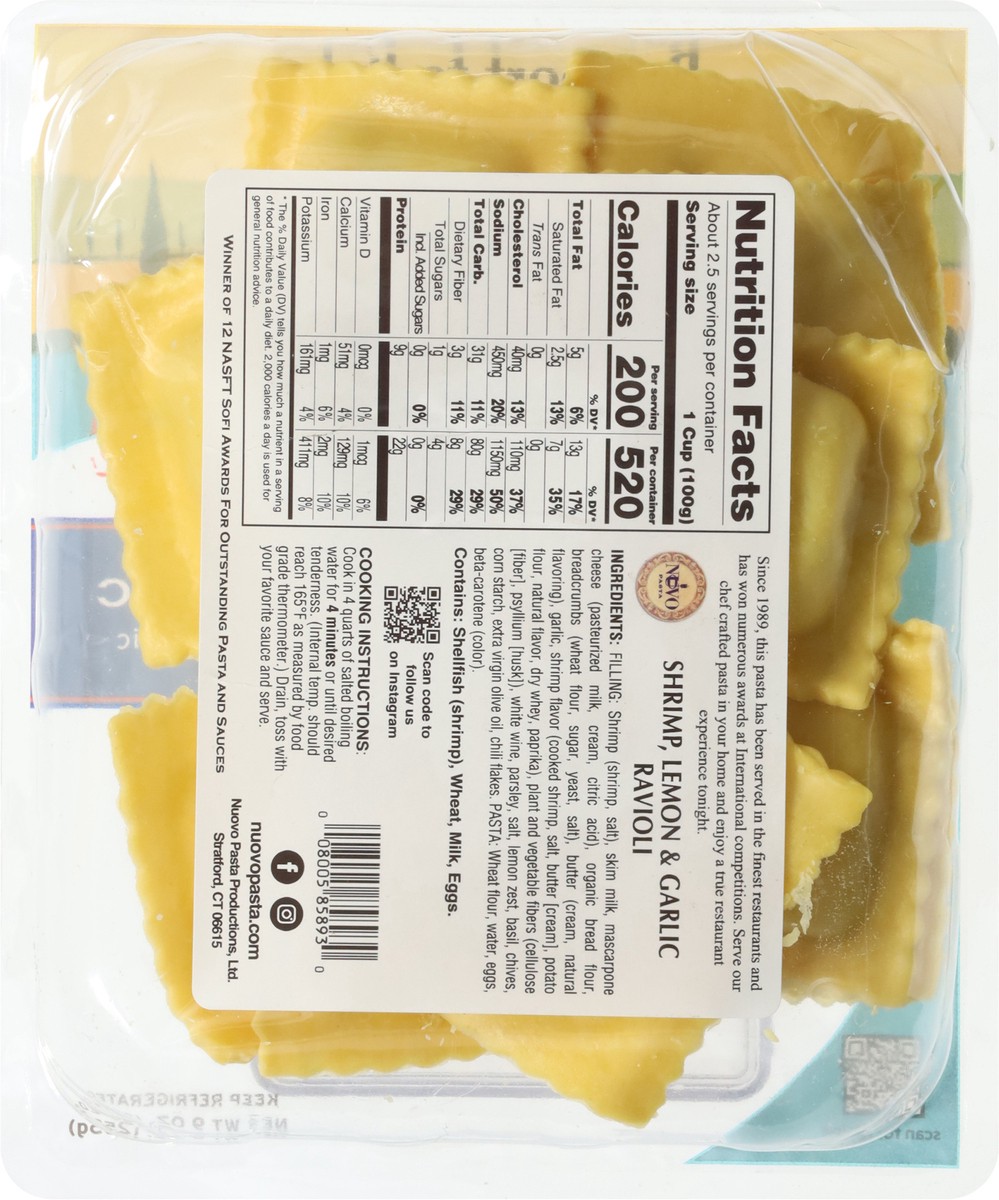 Nutrition Facts
About 2.5 servings per container
Serving size 1 Cup (100g)
Per serving Per container
Calories 200 520
% DV* % DV*
Total Fat 5g 6% 13g 17%
Saturated Fat 2.5g 13% 7g 35%
Trans Fat 0g 0g
Cholesterol 40mg 13% 110mg 37%
Sodium 450mg 20% 1150mg 50%
Total Carb. 31g 11% 80g 29%
Dietary Fiber 3g 11% 8g 29%
Total Sugars 1g 4g
Incl. Added Sugars 0g 0% 0g 0%
Protein 9g 22g
Vitamin D 0mcg 0% 1mcg 6%
Calcium 51mg 4% 129mg 10%
Iron 1mg 6% 2mg 10%
Potassium 161mg 4% 411mg 8%
* The % Daily Value (DV) tells you how much a nutrient in a serving
of food contributes to a daily diet. 2,000 calories a day is used for
general nutrition advice.
Since 1989, this pasta has been served in the finest restaurants and
has won numerous awards at International competitions. Serve our
chef crafted pasta in your home and enjoy a true restaurant
experience tonight.
NUOVO
PASTA
SHRIMP, LEMON & GARLIC
RAVIOLI
INGREDIENTS: FILLING: Shrimp (shrimp, salt), skim milk, mascarpone
cheese (pasteurized milk, cream, citric acid), organic bread flour,
breadcrumbs (wheat flour, sugar, yeast, salt), butter (cream, natural
flavoring), garlic, shrimp flavor (cooked shrimp, salt, butter [cream], potato
flour, natural flavor, dry whey, paprika), plant and vegetable fibers (cellulose
[fiber], psyllium [husk]), white wine, parsley, salt, lemon zest, basil, chives,
corn starch, extra virgin olive oil, chili flakes. PASTA: Wheat flour, water, eggs,
beta-carotene (color).
Contains: Shellfish (shrimp), Wheat, Milk, Eggs.
Scan code to
follow us
on Instagram
COOKING INSTRUCTIONS:
Cook in 4 quarts of salted boiling
water for 4 minutes or until desired
tenderness. (Internal temp. should
reach 165°F as measured by food
grade thermometer.) Drain, toss with
your favorite sauce and serve.
0 08005 85893 0
nuovopasta.com
Nuovo Pasta Productions, Ltd.
Stratford, CT 06615
WINNER OF 12 NASFT SOFI AWARDS FOR OUTSTANDING PASTA AND SAUCES
KEEP REFRIGERATE